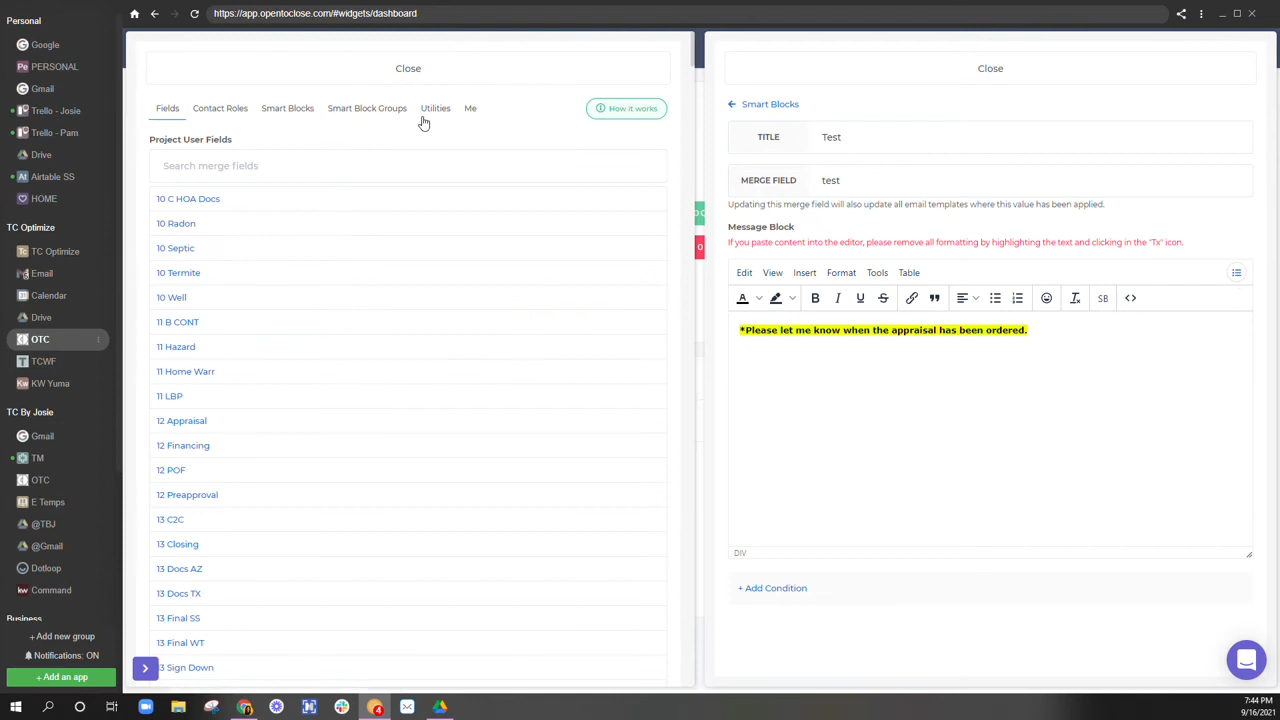 https://app.opentoclose.com/#widgets/dashboard
Personal
Google
Pe PERSONAL
Gmail
Trello - Josie
Trello - Pam
Drive
At Airtable SS
HOME
TC Optimize
Tc TC Optimize
Email
Calendar
Drive
OTC
TCWF
Kw KW Yuma
TC By Josie
Gmail
TM
OTC
E Temps
@TBJ
@Gmail
Dotloop
kw Command
Business
+ Add new group
Notifications: ON
+ Add an app
Close
Fields Contact Roles Smart Blocks Smart Block Groups Utilities Me How it works
Project User Fields
Search merge fields
10 C HOA Docs
10 Radon
10 Septic
10 Termite
10 Well
11 B CONT
11 Hazard
11 Home Warr
11 LBP
12 Appraisal
12 Financing
12 POF
12 Preapproval
13 C2C
13 Closing
13 Docs AZ
13 Docs TX
13 Final SS
13 Final WT
3 Sign Down
Close
Smart Blocks
TITLE Test
MERGE FIELD test
Updating this merge field will also update all email templates where this value has been applied.
Message Block
If you paste content into the editor, please remove all formatting by highlighting the text and clicking in the "Tx" icon.
Edit View Insert Format Tools Table
A B I U S SB <>
*Please let me know when the appraisal has been ordered.
DIV
+ Add Condition
4
7:44 PM
9/16/2021